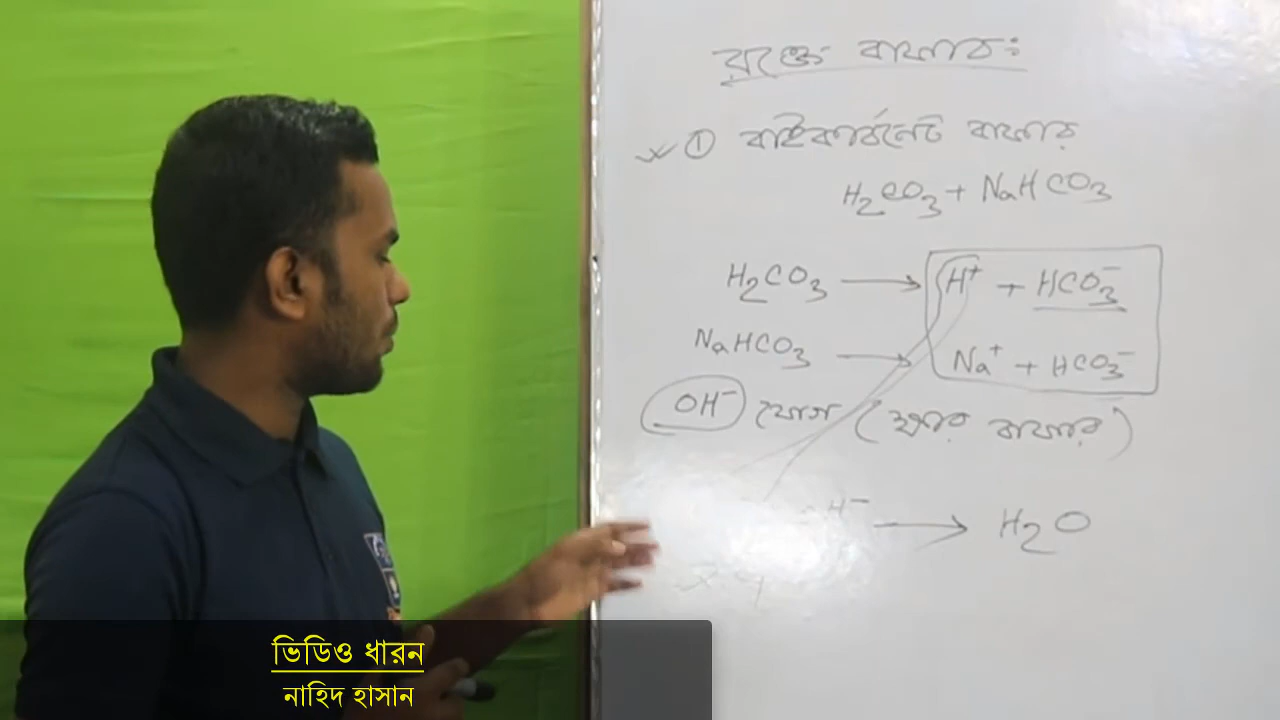 রক্তে বাফার :
① বাইকার্বনেট বাফার
H₂CO₃ + NaHCO₃
H₂CO₃ → H⁺ + HCO₃⁻
NaHCO₃ → Na⁺ + HCO₃⁻
OH⁻ যোগ (ক্ষার বাফার)
H⁻ → H₂O
ভিডিও ধারন
নাহিদ হাসান